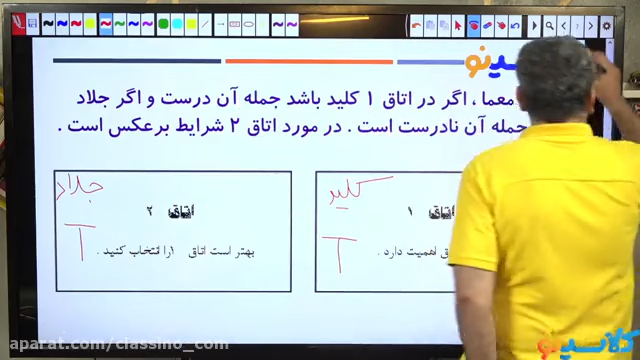 معما ، اگر در اتاق ۱ کلید باشد جمله آن درست و اگر جلاد
جمله آن نادرست است . در مورد اتاق ۲ شرایط برعکس است .
کلید
اتاق ۱
ق اهمیت دارد .
T
جلاد
اتاق ۲
بهتر است اتاق ۱ را انتخاب کنید .
T
کلاسینو
aparat.com/classino_com